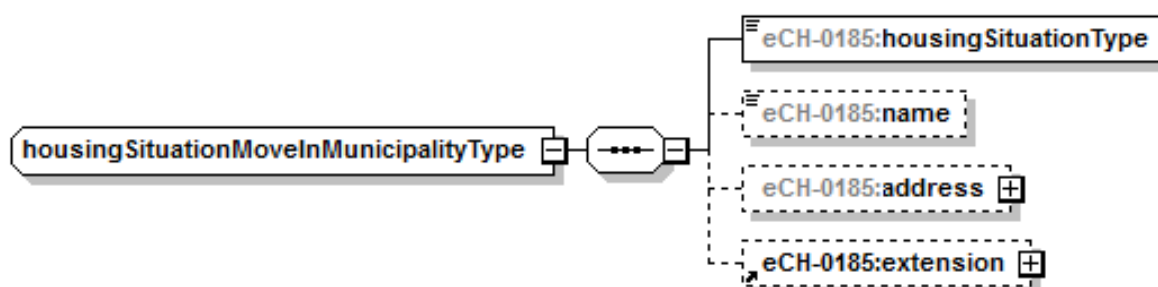 eCH-0185:housingSituationType
eCH-0185:name
housingSituationMoveInMunicipalityType
eCH-0185:address
eCH-0185:extension